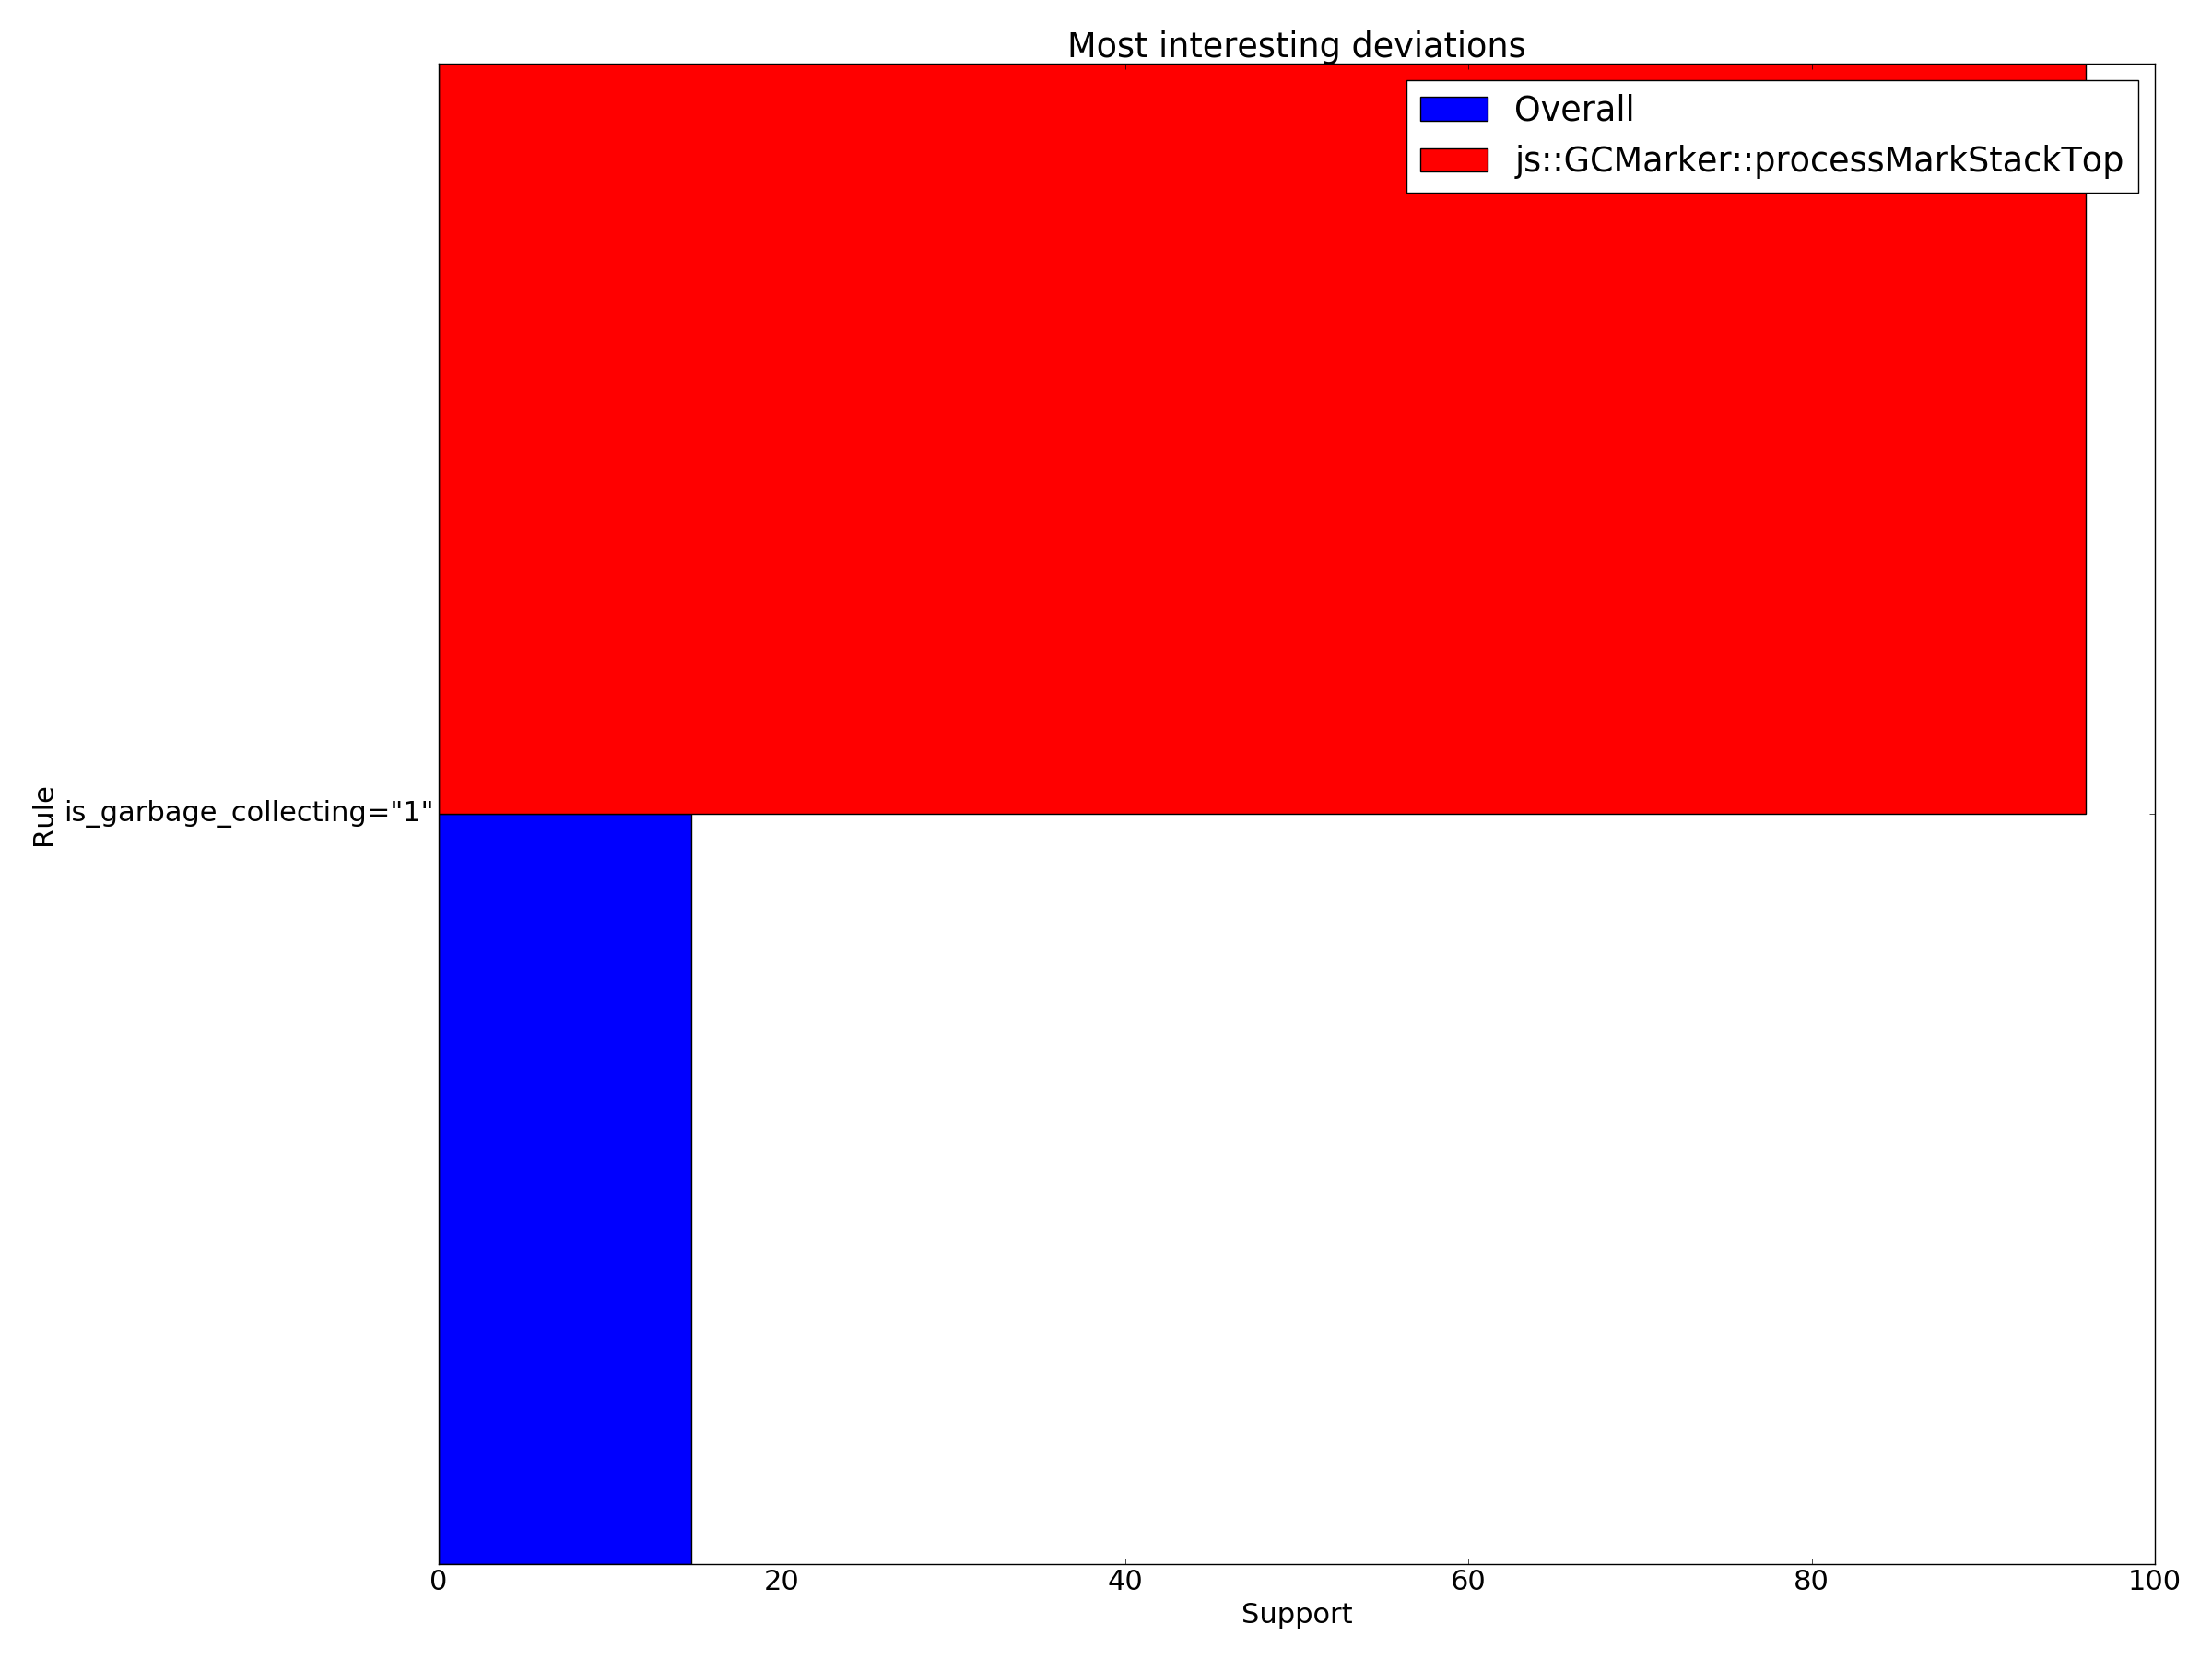 Most interesting deviations
Overall
js::GCMarker::processMarkStackTop
Rule
is_garbage_collecting="1"
0 20 40 60 80 100
Support